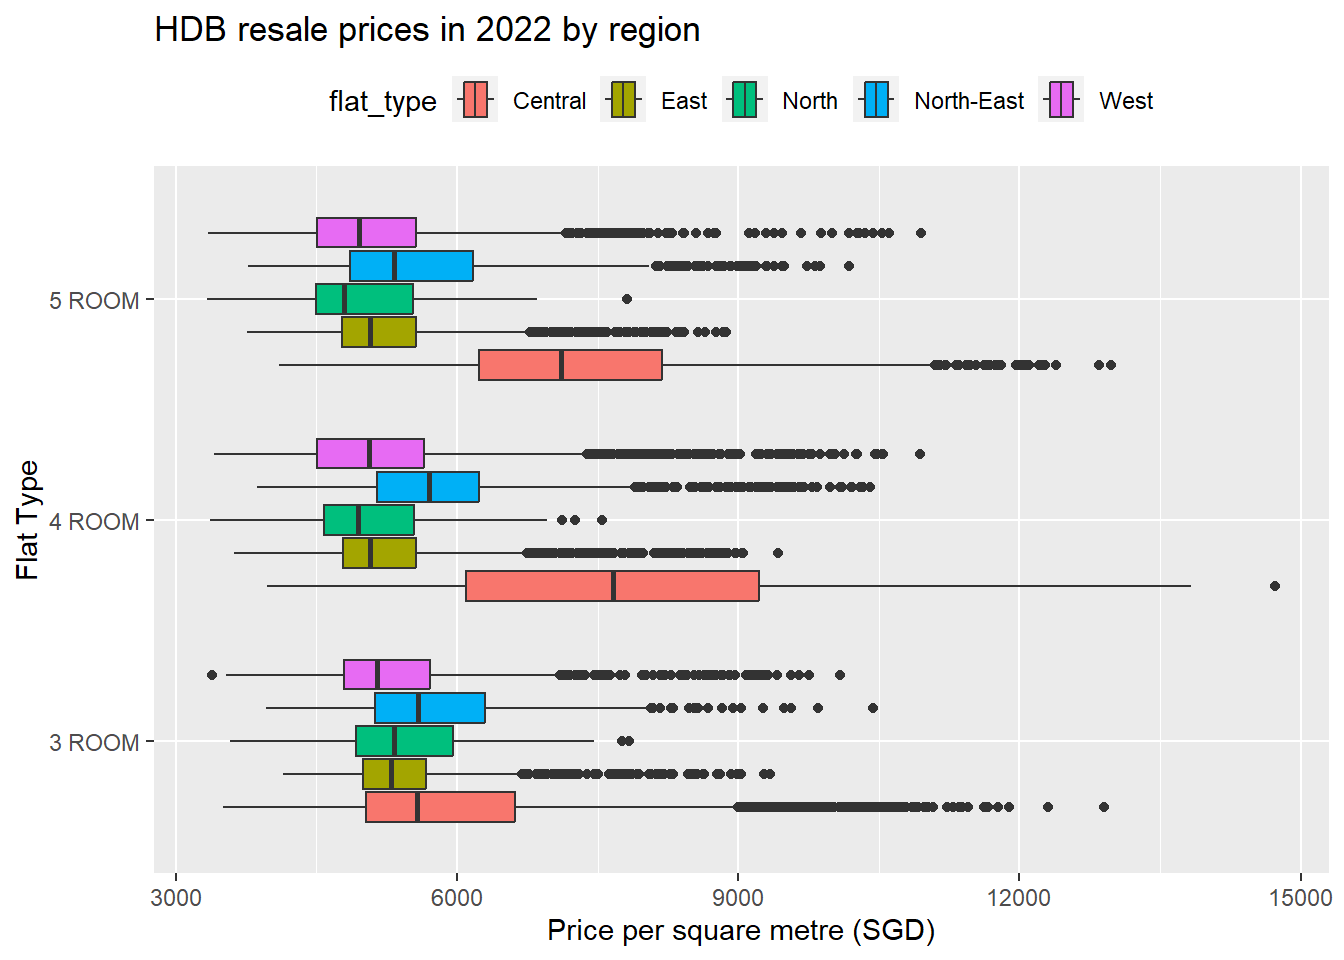 HDB resale prices in 2022 by region
flat_type Central East North North-East West
5 ROOM
4 ROOM
3 ROOM
Flat Type
3000 6000 9000 12000 15000
Price per square metre (SGD)